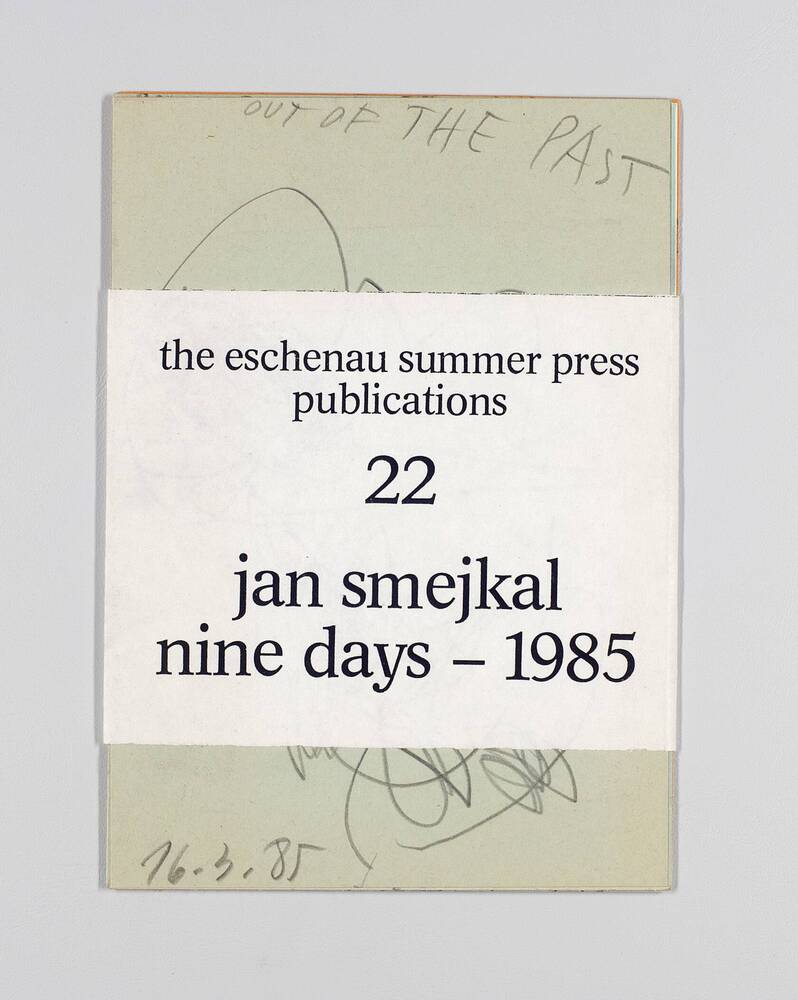 OUT OF THE PAST
the eschenau summer press
publications
22
jan smejkal
nine days – 1985
16.3.85